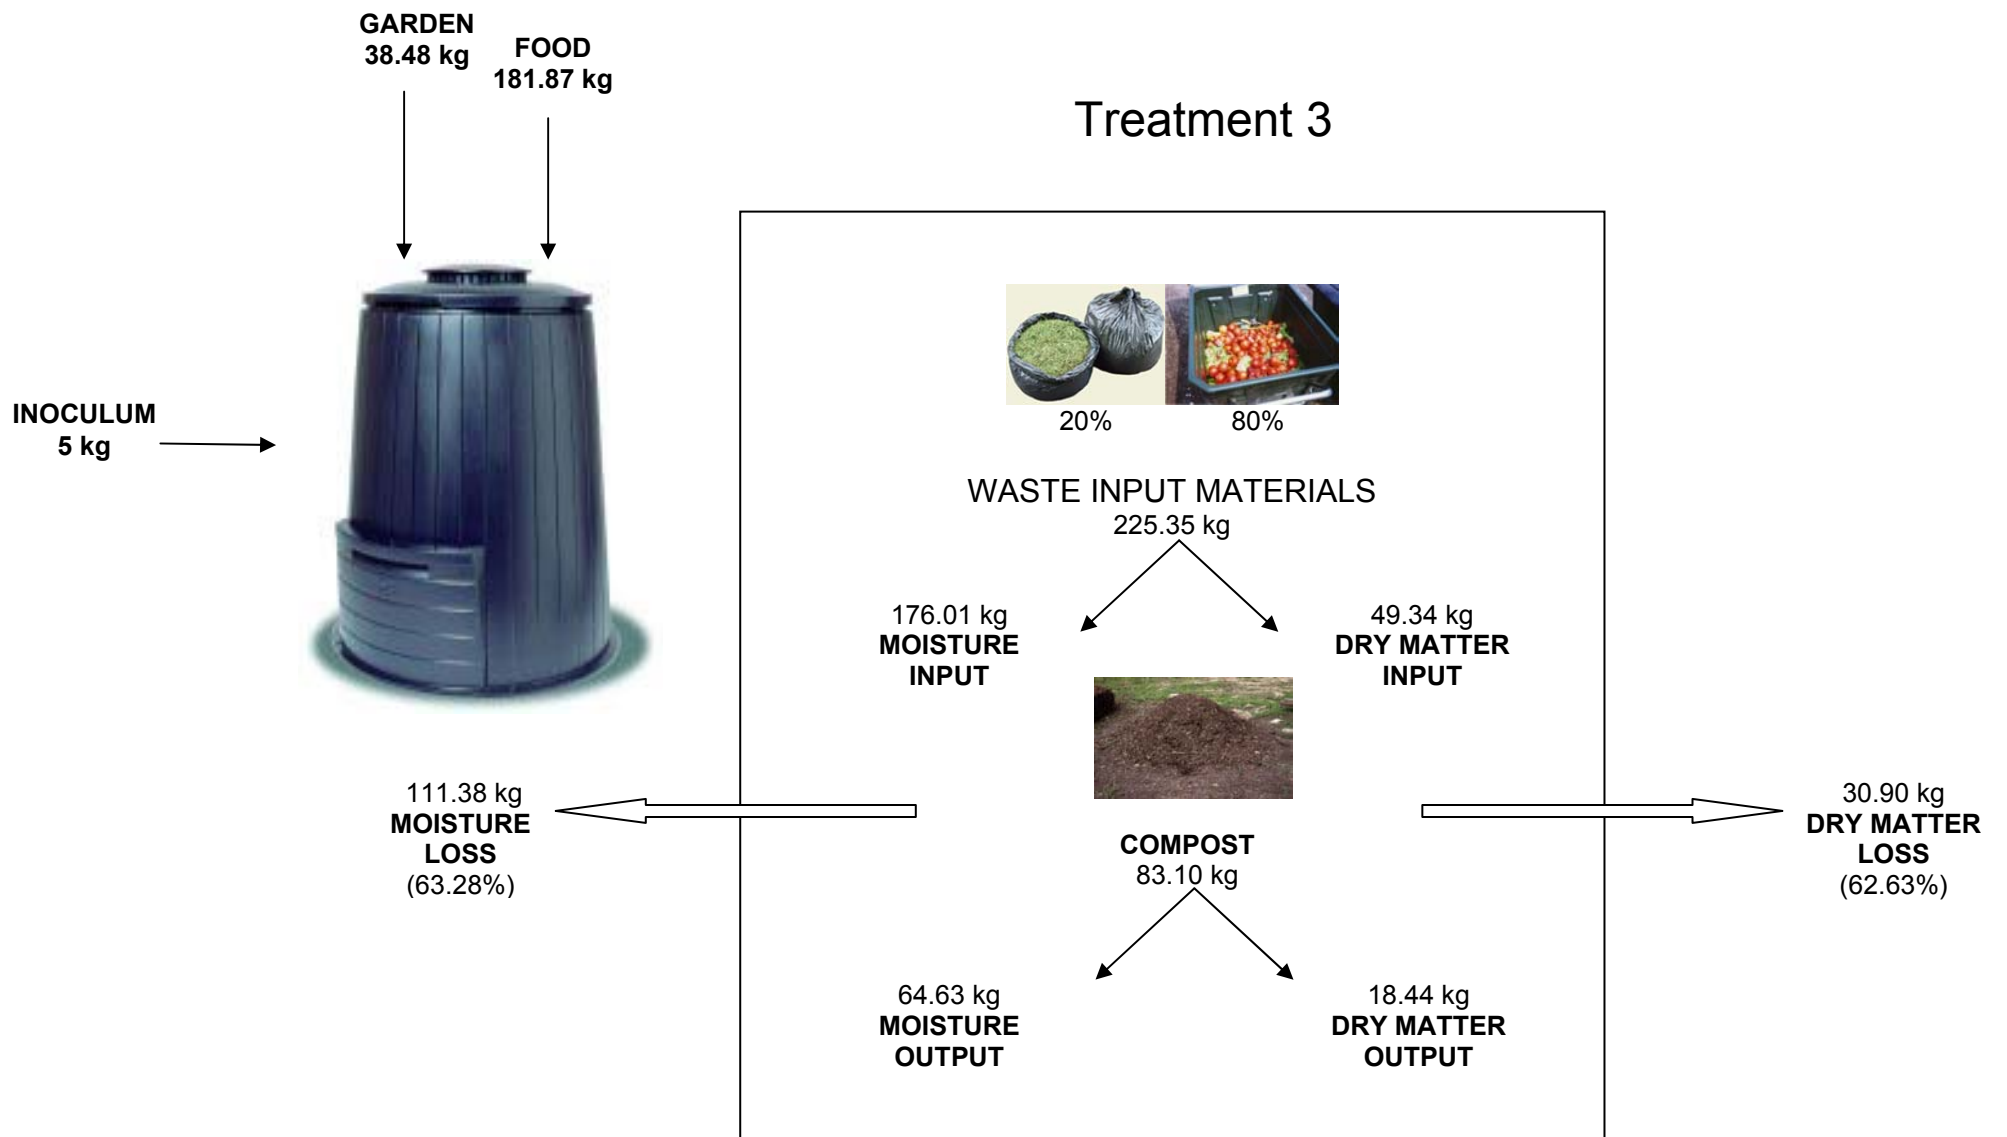 GARDEN
38.48 kg
FOOD
181.87 kg
Treatment 3
INOCULUM
5 kg
20%
80%
WASTE INPUT MATERIALS
225.35 kg
176.01 kg
MOISTURE
INPUT
49.34 kg
DRY MATTER
INPUT
111.38 kg
MOISTURE
LOSS
(63.28%)
COMPOST
83.10 kg
30.90 kg
DRY MATTER
LOSS
(62.63%)
64.63 kg
MOISTURE
OUTPUT
18.44 kg
DRY MATTER
OUTPUT